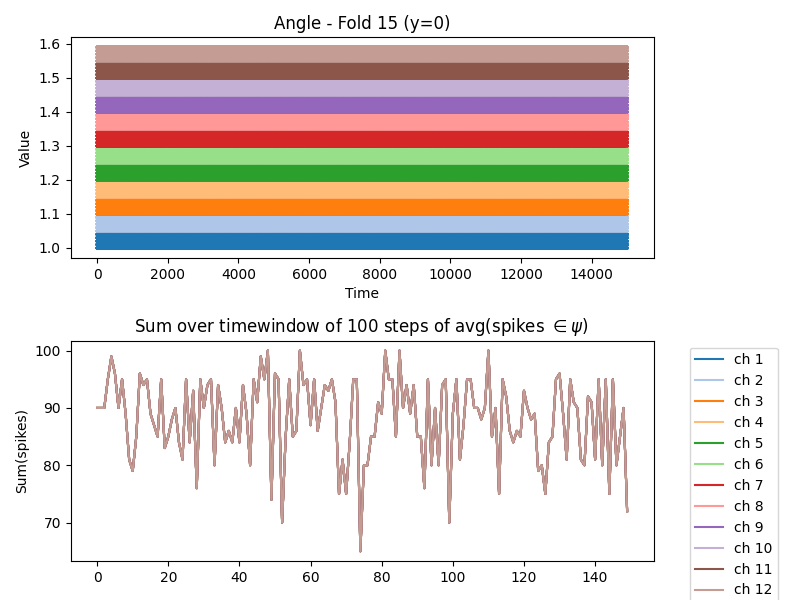 Angle - Fold 15 (y=0)
1.6
1.5
1.4
1.3
1.2
1.1
1.0
Value
0 2000 4000 6000 8000 10000 12000 14000
Time
Sum over timewindow of 100 steps of avg(spikes ∈ ψ)
100
90
80
70
Sum(spikes)
0 20 40 60 80 100 120 140
ch 1
ch 2
ch 3
ch 4
ch 5
ch 6
ch 7
ch 8
ch 9
ch 10
ch 11
ch 12